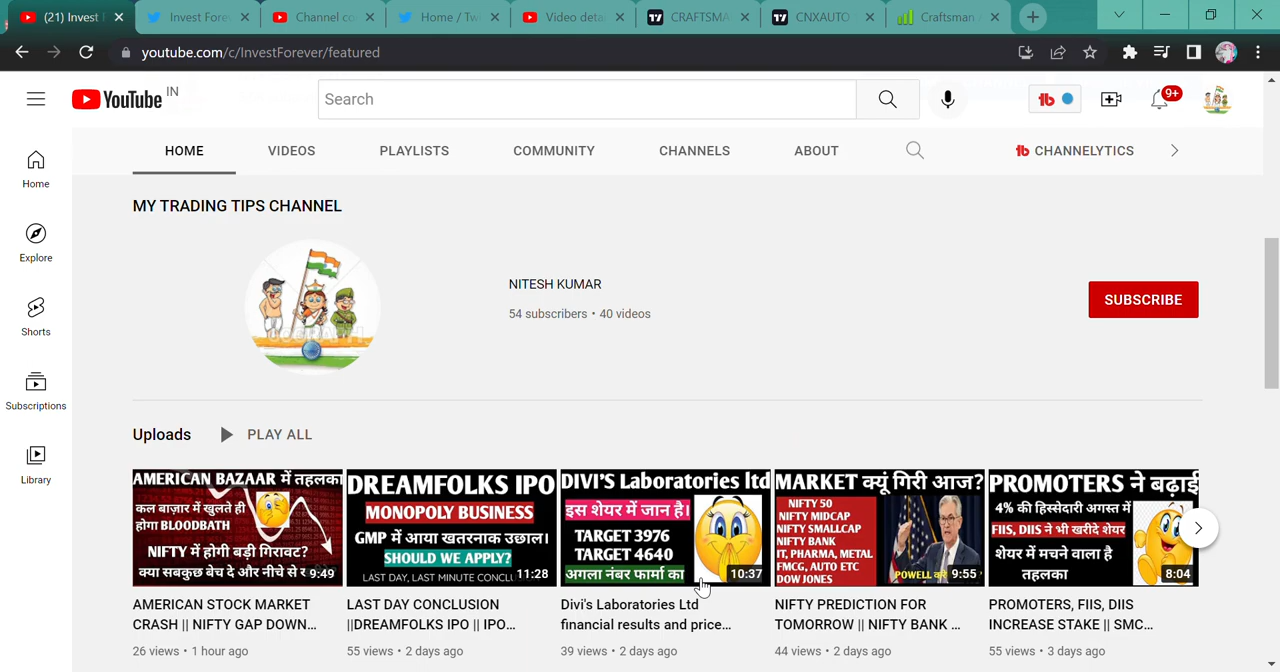 (21) Invest
Invest Fore
Channel co
Home / Tw
Video deta
CRAFTSMA
CNXAUTO
Craftsman
youtube.com/c/InvestForever/featured
YouTube IN
Search
9+
HOME
VIDEOS
PLAYLISTS
COMMUNITY
CHANNELS
ABOUT
CHANNELYTICS
Home
Explore
Shorts
Subscriptions
Library
MY TRADING TIPS CHANNEL
NITESH KUMAR
54 subscribers • 40 videos
SUBSCRIBE
Uploads
PLAY ALL
AMERICAN BAZAAR में तहलका
कल बाज़ार में खुलते ही
होगा BLOODBATH
NIFTY में होगी बड़ी गिरावट?
क्या सबकुछ बेच दे और नीचे से
9:49
AMERICAN STOCK MARKET
CRASH || NIFTY GAP DOWN...
26 views • 1 hour ago
DREAMFOLKS IPO
MONOPOLY BUSINESS
GMP में आया खतरनाक उछाल।
SHOULD WE APPLY?
LAST DAY, LAST MINUTE CONCLU
11:28
LAST DAY CONCLUSION
||DREAMFOLKS IPO || IPO...
55 views • 2 days ago
DIVI'S Laboratories ltd
इस शेयर में जान है।
TARGET 3976
TARGET 4640
अगला नंबर फार्मा का
10:37
Divi's Laboratories Ltd
financial results and price...
39 views • 2 days ago
MARKET क्यूं गिरी आज?
NIFTY 50
NIFTY MIDCAP
NIFTY SMALLCAP
NIFTY BANK
IT, PHARMA, METAL
FMCG, AUTO ETC
DOW JONES
POWELL
9:55
NIFTY PREDICTION FOR
TOMORROW || NIFTY BANK ...
44 views • 2 days ago
PROMOTERS ने बढ़ाई
4% की हिस्सेदारी अगस्त में
FIIS, DIIS ने भी खरीदे शेयर
शेयर में मचने वाला है
तहलका
8:04
PROMOTERS, FIIS, DIIS
INCREASE STAKE || SMC...
55 views • 3 days ago